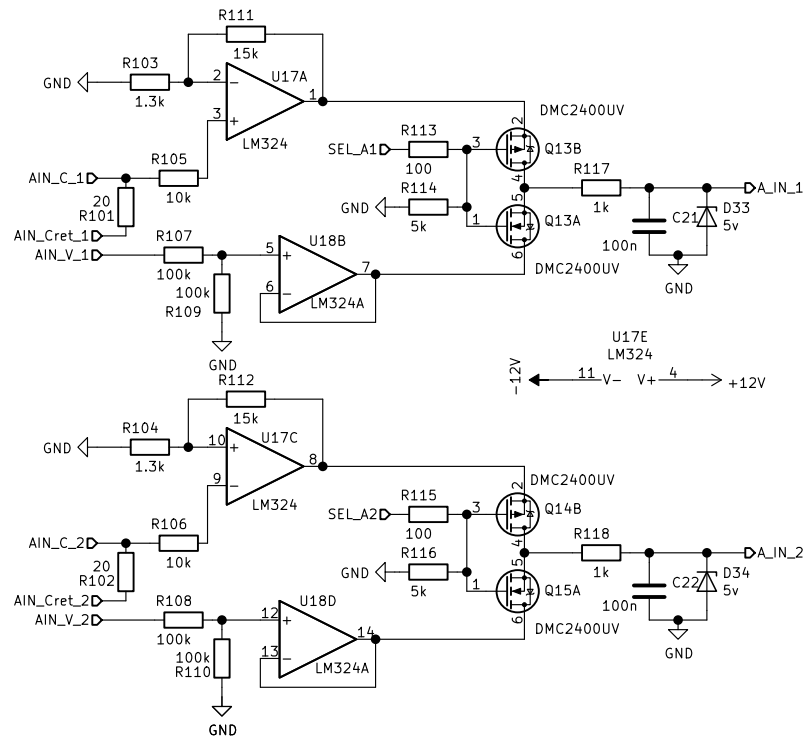 R111
15k
R103
GND
1.3k
2
3
U17A
1
LM324
DMC2400UV
2
SEL_A1
R113
100
3
Q13B
4
AIN_C_1
R105
10k
20
R101
GND
R114
5k
1
5
Q13A
6
R117
1k
A_IN_1
C21
100n
D33
5v
GND
AIN_Cret_1
AIN_V_1
R107
100k
100k
R109
GND
5
6
U18B
7
LM324A
DMC2400UV
U17E
LM324
-12V
11
V-
V+
4
+12V
R112
15k
R104
GND
1.3k
10
9
U17C
8
LM324
DMC2400UV
2
SEL_A2
R115
100
3
Q14B
4
AIN_C_2
R106
10k
20
R102
GND
R116
5k
1
5
Q15A
6
R118
1k
A_IN_2
C22
100n
D34
5v
GND
AIN_Cret_2
AIN_V_2
R108
100k
100k
R110
GND
12
13
U18D
14
LM324A
DMC2400UV